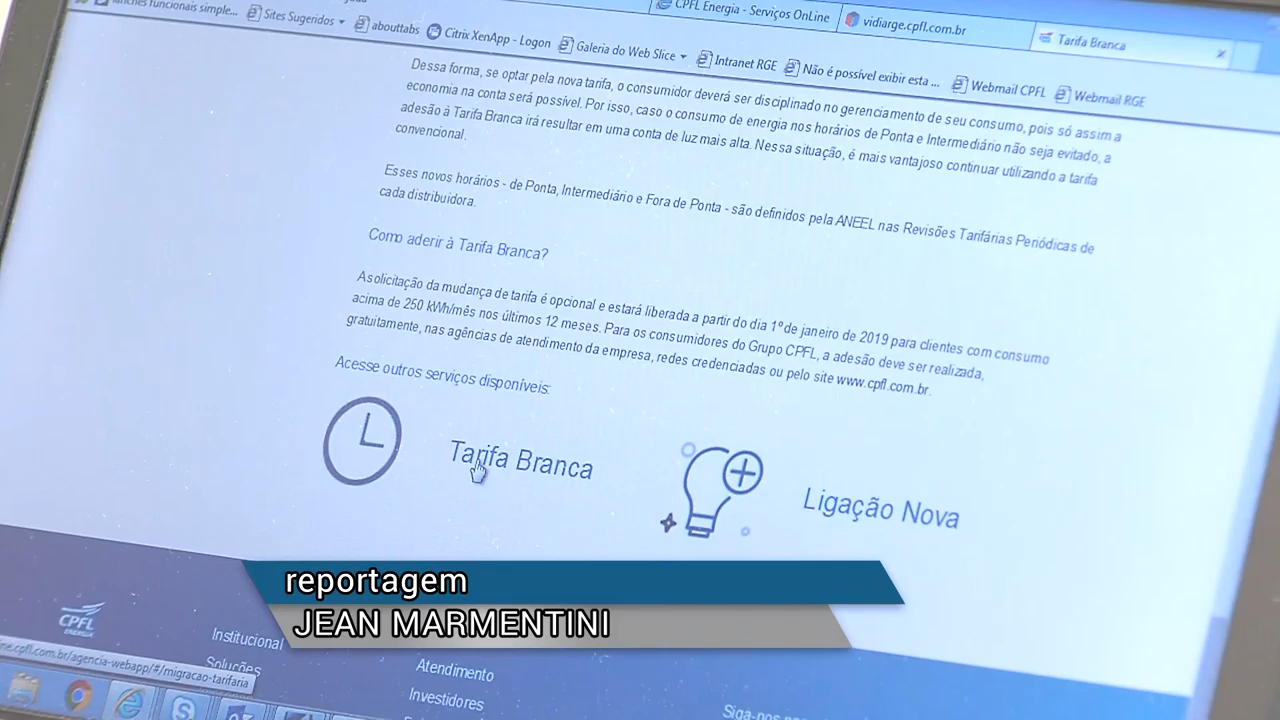 CPFL Energia - Serviços OnLine
vidiarge.cpfl.com.br
Tarifa Branca
funcionais simple...
Sites Sugeridos
abouttabs
Citrix XenApp - Logon
Galeria do Web Slice
Intranet RGE
Não é possível exibir esta ...
Webmail CPFL
Webmail RGE
Dessa forma, se optar pela nova tarifa, o consumidor deverá ser disciplinado no gerenciamento de seu consumo, pois só assim a
economia na conta será possível. Por isso, caso o consumo de energia nos horários de Ponta e Intermediário não seja evitado, a
adesão à Tarifa Branca irá resultar em uma conta de luz mais alta. Nessa situação, é mais vantajoso continuar utilizando a tarifa
convencional.
Esses novos horários - de Ponta, Intermediário e Fora de Ponta - são definidos pela ANEEL nas Revisões Tarifárias Periódicas de
cada distribuidora.
Como aderir à Tarifa Branca?
A solicitação da mudança de tarifa é opcional e estará liberada a partir do dia 1º de janeiro de 2019 para clientes com consumo
acima de 250 kWh/mês nos últimos 12 meses. Para os consumidores do Grupo CPFL, a adesão deve ser realizada,
gratuitamente, nas agências de atendimento da empresa, redes credenciadas ou pelo site www.cpfl.com.br.
Acesse outros serviços disponíveis:
Tarifa Branca
Ligação Nova
reportagem
JEAN MARMENTINI
CPFL
ENERGIA
Institucional
Soluções
Atendimento
Investidores
Siga-nos
ne.cpfl.com.br/agencia-webapp/#/migracao-tarifaria